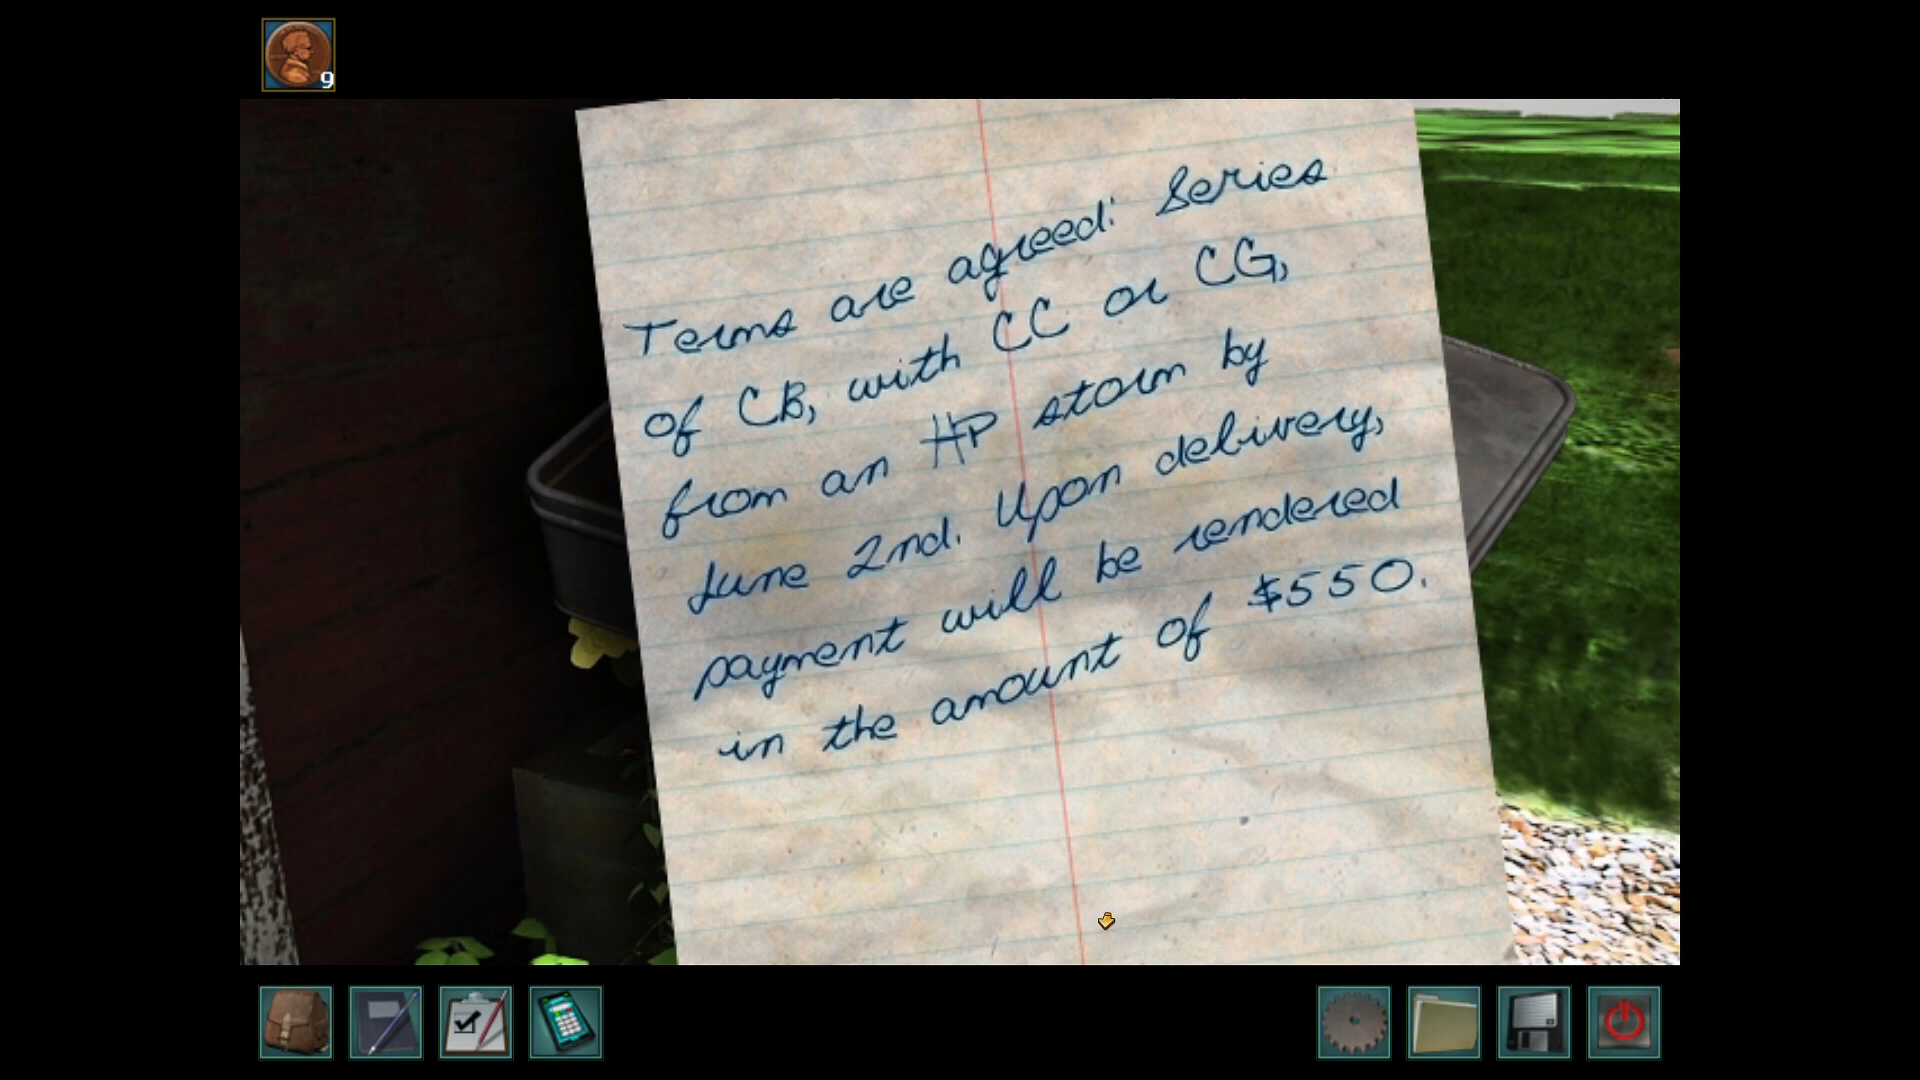 9
Terms are agreed: Series
of CB, with CC or CG,
from an HP storm by
June 2nd. Upon delivery,
payment will be rendered
in the amount of $550.